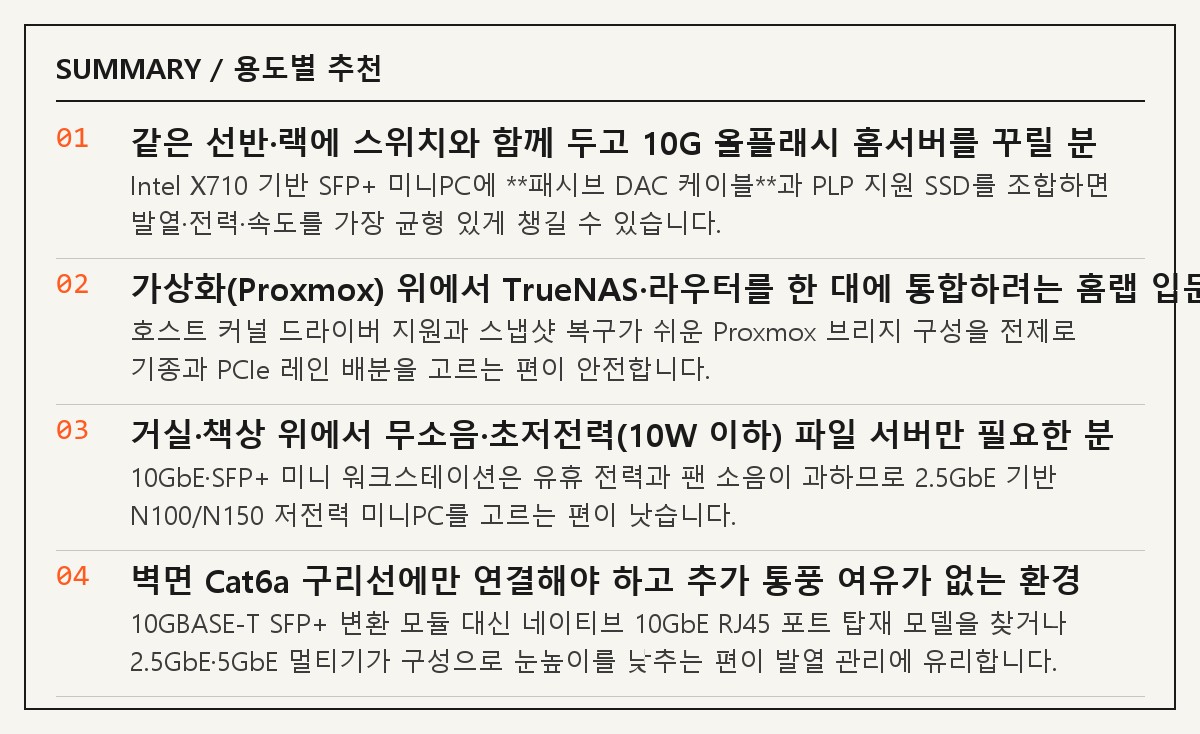 SUMMARY / 용도별 추천
01
같은 선반·랙에 스위치와 함께 두고 10G 올플래시 홈서버를 꾸릴 분
Intel X710 기반 SFP+ 미니PC에 **패시브 DAC 케이블**과 PLP 지원 SSD를 조합하면
발열·전력·속도를 가장 균형 있게 챙길 수 있습니다.
02
가상화(Proxmox) 위에서 TrueNAS·라우터를 한 대에 통합하려는 홈랩
호스트 커널 드라이버 지원과 스냅샷 복구가 쉬운 Proxmox 브리지 구성을 전제로
기종과 PCIe 레인 배분을 고르는 편이 안전합니다.
03
거실·책상 위에서 무소음·초저전력(10W 이하) 파일 서버만 필요한 분
10GbE·SFP+ 미니 워크스테이션은 유휴 전력과 팬 소음이 과하므로 2.5GbE 기반
N100/N150 저전력 미니PC를 고르는 편이 낫습니다.
04
벽면 Cat6a 구리선에만 연결해야 하고 추가 통풍 여유가 없는 환경
10GBASE-T SFP+ 변환 모듈 대신 네이티브 10GbE RJ45 포트 탑재 모델을 찾거나
2.5GbE·5GbE 멀티기가 구성으로 눈높이를 낮추는 편이 발열 관리에 유리합니다.